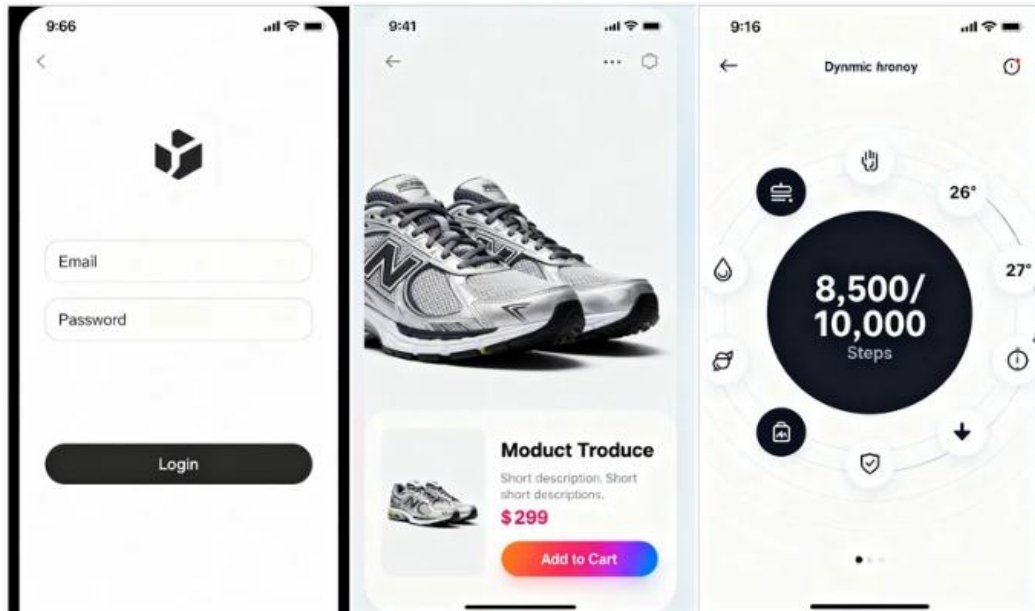 9:66
Email
Password
Login
9:41
N
Moduct Troduce
Short description. Short
short descriptions.
$299
Add to Cart
9:16
Dynmic hronoy
26°
27°
8,500/
10,000
Steps